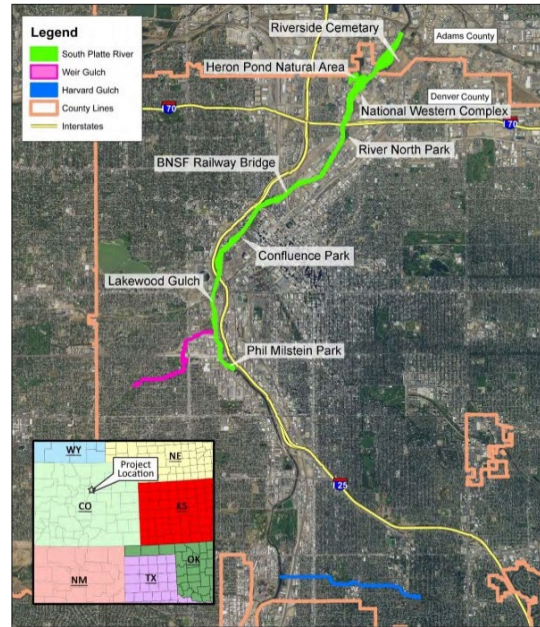 Legend
South Platte River
Weir Gulch
Harvard Gulch
County Lines
Interstates
Riverside Cemetary
Adams County
Heron Pond Natural Area
Denver County
70
National Western Complex
70
River North Park
BNSF Railway Bridge
Confluence Park
Lakewood Gulch
Phil Milstein Park
25
WY
NE
Project
Location
CO
KS
NM
TX
OK